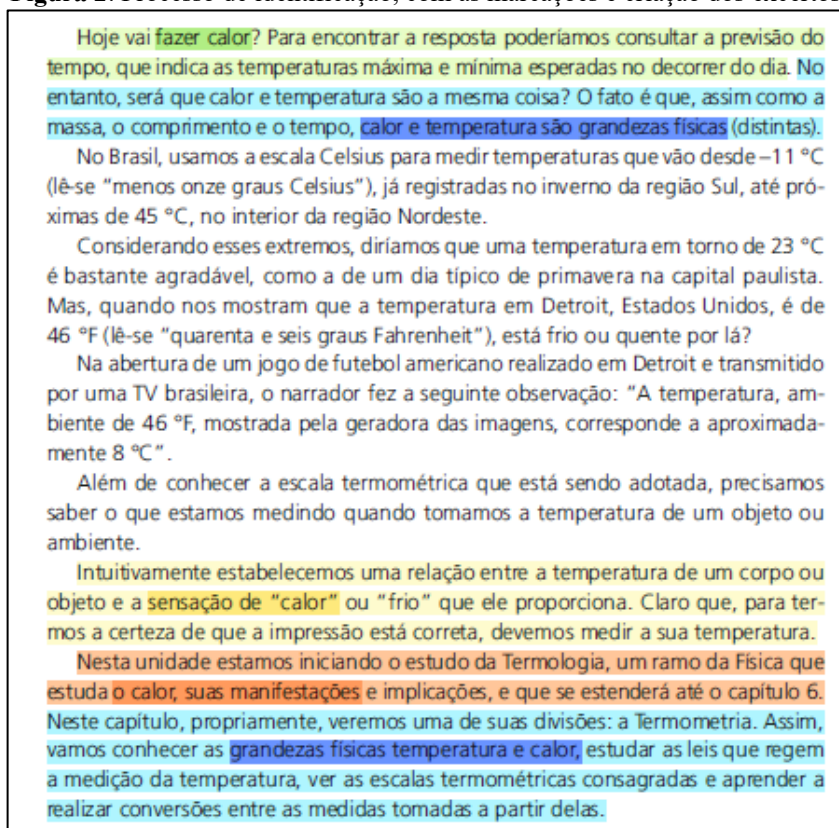 Hoje vai fazer calor? Para encontrar a resposta poderíamos consultar a previsão do
tempo, que indica as temperaturas máxima e mínima esperadas no decorrer do dia. No
entanto, será que calor e temperatura são a mesma coisa? O fato é que, assim como a
massa, o comprimento e o tempo, calor e temperatura são grandezas físicas (distintas).
No Brasil, usamos a escala Celsius para medir temperaturas que vão desde –11 °C
(lê-se "menos onze graus Celsius"), já registradas no inverno da região Sul, até pró-
ximas de 45 °C, no interior da região Nordeste.
Considerando esses extremos, diríamos que uma temperatura em torno de 23 °C
é bastante agradável, como a de um dia típico de primavera na capital paulista.
Mas, quando nos mostram que a temperatura em Detroit, Estados Unidos, é de
46 °F (lê-se "quarenta e seis graus Fahrenheit"), está frio ou quente por lá?
Na abertura de um jogo de futebol americano realizado em Detroit e transmitido
por uma TV brasileira, o narrador fez a seguinte observação: "A temperatura, am-
biente de 46 °F, mostrada pela geradora das imagens, corresponde a aproximada-
mente 8 °C".
Além de conhecer a escala termométrica que está sendo adotada, precisamos
saber o que estamos medindo quando tomamos a temperatura de um objeto ou
ambiente.
Intuitivamente estabelecemos uma relação entre a temperatura de um corpo ou
objeto e a sensação de "calor" ou "frio" que ele proporciona. Claro que, para ter-
mos a certeza de que a impressão está correta, devemos medir a sua temperatura.
Nesta unidade estamos iniciando o estudo da Termologia, um ramo da Física que
estuda o calor, suas manifestações e implicações, e que se estenderá até o capítulo 6.
Neste capítulo, propriamente, veremos uma de suas divisões: a Termometria. Assim,
vamos conhecer as grandezas físicas temperatura e calor, estudar as leis que regem
a medição da temperatura, ver as escalas termométricas consagradas e aprender a
realizar conversões entre as medidas tomadas a partir delas.